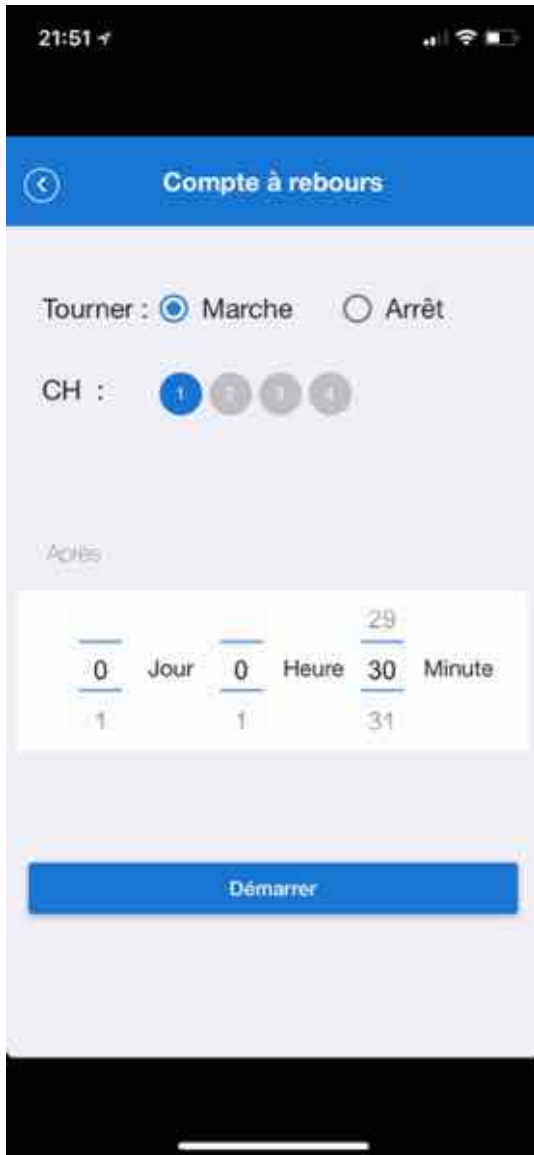 21:51
Compte à rebours
Tourner : Marche Arrêt
CH : 1 2 3 4
Après
29
0 Jour 0 Heure 30 Minute
1 1 31
Démarrer